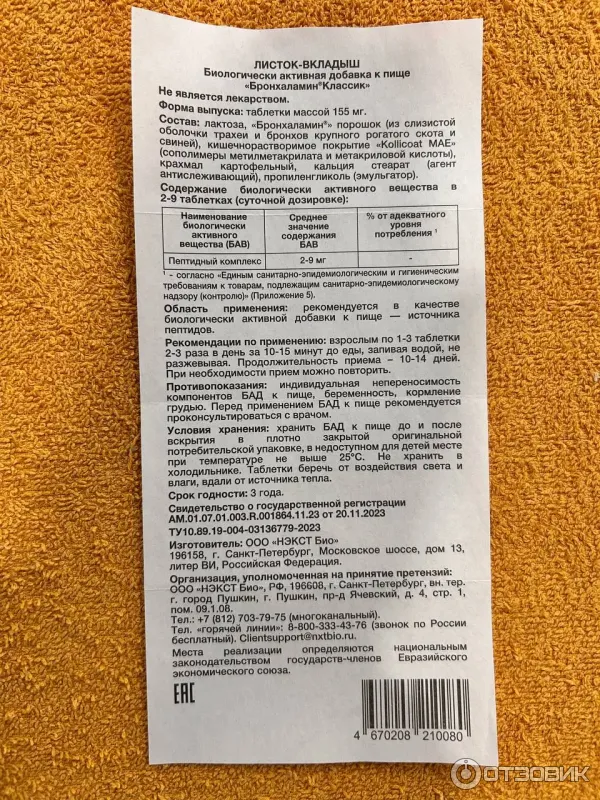 ЛИСТОК-ВКЛАДЫШ
Биологически активная добавка к пище
«Бронхаламин®Классик»
Не является лекарством.
Форма выпуска: таблетки массой 155 мг.
Состав: лактоза, «Бронхаламин®» порошок (из слизистой
оболочки трахеи и бронхов крупного рогатого скота и
свиней), кишечнорастворимое покрытие «Kollicoat MAE»
(сополимеры метилметакрилата и метакриловой кислоты),
крахмал картофельный, кальция стеарат (агент
антислеживающий), пропиленгликоль (эмульгатор).
Содержание биологически активного вещества в
2-9 таблетках (суточной дозировке):
Наименование биологически активного вещества (БАВ)
Среднее значение содержания БАВ
% от адекватного уровня потребления ¹
Пептидный комплекс 2-9 мг -
¹ - согласно «Единым санитарно-эпидемиологическим и гигиеническим
требованиям к товарам, подлежащим санитарно-эпидемиологическому
надзору (контролю)» (Приложение 5).
Область применения: рекомендуется в качестве
биологически активной добавки к пище — источника
пептидов.
Рекомендации по применению: взрослым по 1-3 таблетки
2-3 раза в день за 10-15 минут до еды, запивая водой, не
разжевывая. Продолжительность приема – 10-14 дней.
При необходимости прием можно повторить.
Противопоказания: индивидуальная непереносимость
компонентов БАД к пище, беременность, кормление
грудью. Перед применением БАД к пище рекомендуется
проконсультироваться с врачом.
Условия хранения: хранить БАД к пище до и после
вскрытия в плотно закрытой оригинальной
потребительской упаковке, в недоступном для детей месте
при температуре не выше 25°С. Не хранить в
холодильнике. Таблетки беречь от воздействия света и
влаги, вдали от источника тепла.
Срок годности: 3 года.
Свидетельство о государственной регистрации
AM.01.07.01.003.R.001864.11.23 от 20.11.2023
ТУ10.89.19-004-03136779-2023
Изготовитель: ООО «НЭКСТ Био»
196158, г. Санкт-Петербург, Московское шоссе, дом 13,
литер ВИ, Российская Федерация.
Организация, уполномоченная на принятие претензий:
ООО «НЭКСТ Био», РФ, 196608, г. Санкт-Петербург, вн. тер.
г. город Пушкин, г. Пушкин, пр-д Ячевский, д. 4, стр. 1,
пом. 09.1.08.
Тел.: +7 (812) 703-79-75 (многоканальный).
Тел. «горячей линии»: 8-800-333-43-76 (звонок по России
бесплатный). Clientsupport@nxtbio.ru.
Места реализации определяются национальным
законодательством государств-членов Евразийского
экономического союза.
EAC
4 670208 210080
ОТЗОВИК